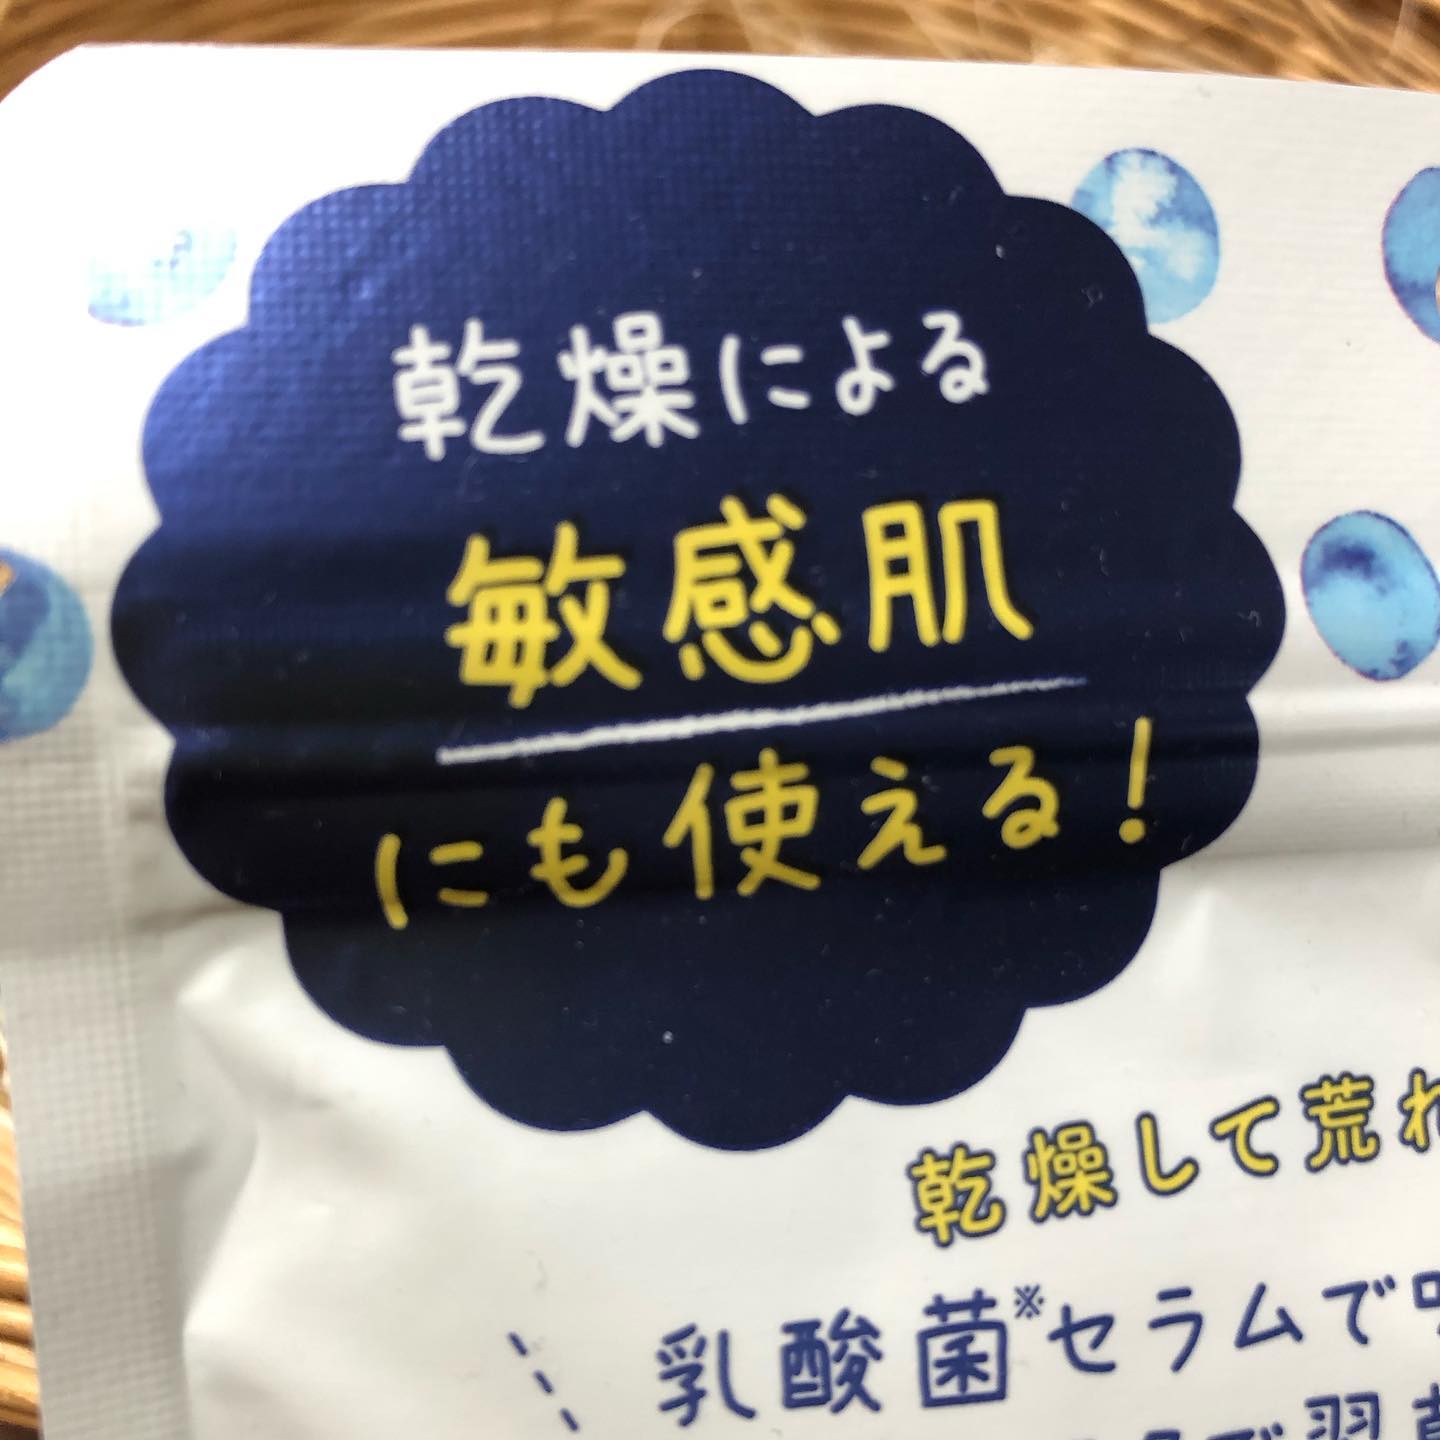 乾燥による
敏感肌
にも使える!
乾燥して荒れ
乳酸菌※セラムで